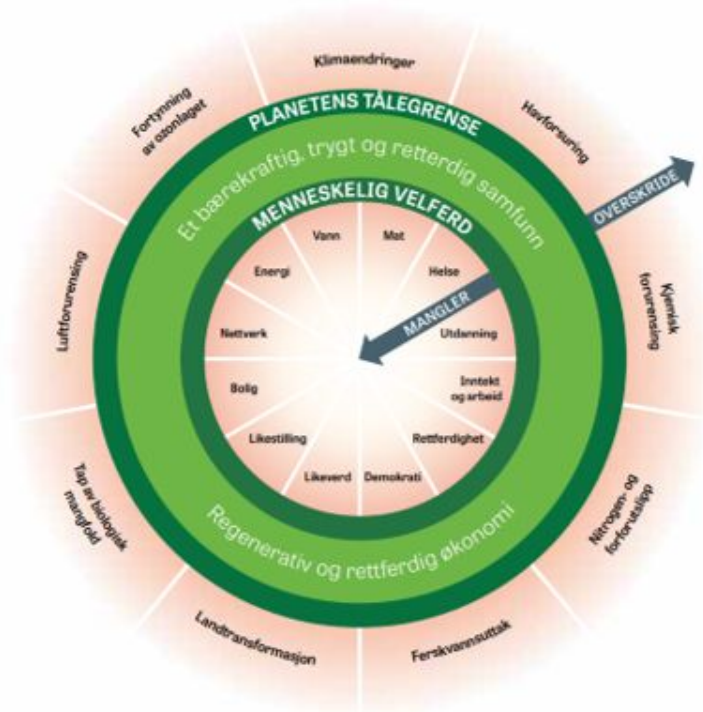 Klimaendringer
Havforsuring
Kjemisk
forurensing
Nitrogen- og
forforutslipp
Ferskvannsuttak
Landtransformasjon
Tap av biologisk
mangfold
Luftforurensing
Fortynning
av ozonlaget
PLANETENS TÅLEGRENSE
Et bærekraftig, trygt og retterdig samfunn
MENNESKELIG VELFERD
OVERSKRIDE
MANGLER
Vann
Mat
Helse
Utdanning
Inntekt
og arbeid
Rettferdighet
Demokrati
Likeverd
Likestilling
Bolig
Nettverk
Energi
Regenerativ og rettferdig økonomi